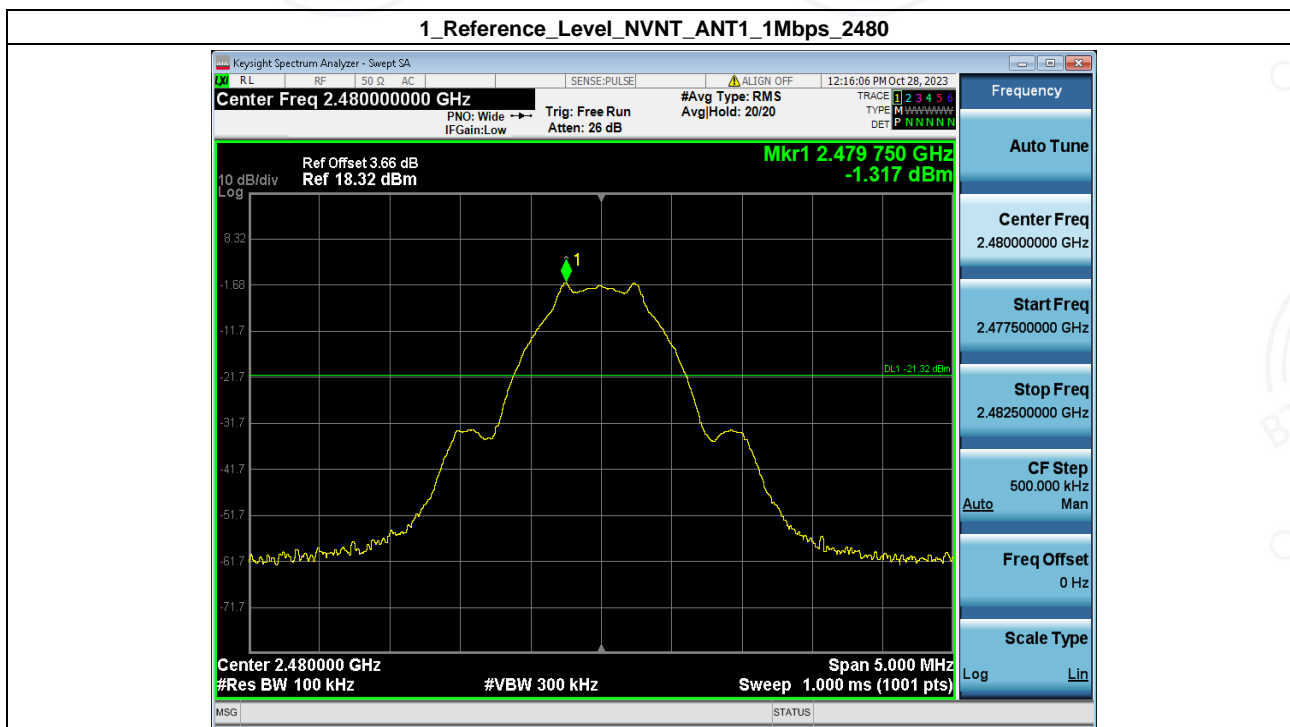 1_Reference_Level_NVNT_ANT1_1Mbps_2480
Keysight Spectrum Analyzer - Swept SA
LXI RL RF 50 Ω AC SENSE:PULSE ALIGN OFF 12:16:06 PM Oct 28, 2023
Center Freq 2.480000000 GHz
PNO: Wide
IFGain:Low
Trig: Free Run
Atten: 26 dB
#Avg Type: RMS
Avg|Hold: 20/20
TRACE 1 2 3 4 5 6
TYPE M W W W W W
DET P N N N N N
Mkr1 2.479 750 GHz
-1.317 dBm
Ref Offset 3.66 dB
10 dB/div Ref 18.32 dBm
Log
8.32
1
-1.68
-11.7
-21.7
DL1 -21.32 dBm
-31.7
-41.7
-51.7
-61.7
-71.7
Center 2.480000 GHz Span 5.000 MHz
#Res BW 100 kHz #VBW 300 kHz Sweep 1.000 ms (1001 pts)
MSG STATUS
Frequency
Auto Tune
Center Freq
2.480000000 GHz
Start Freq
2.477500000 GHz
Stop Freq
2.482500000 GHz
CF Step
500.000 kHz
Auto Man
Freq Offset
0 Hz
Scale Type
Log Lin